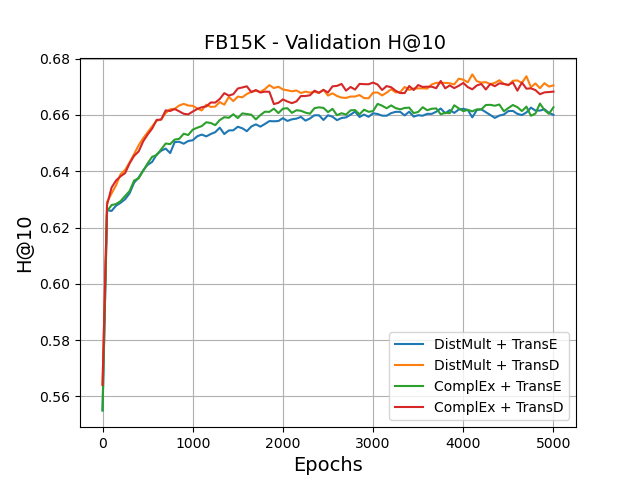 FB15K - Validation H@10
H@10
0.68
0.66
0.64
0.62
0.60
0.58
0.56
0
1000
2000
3000
4000
5000
Epochs
DistMult + TransE
DistMult + TransD
ComplEx + TransE
ComplEx + TransD